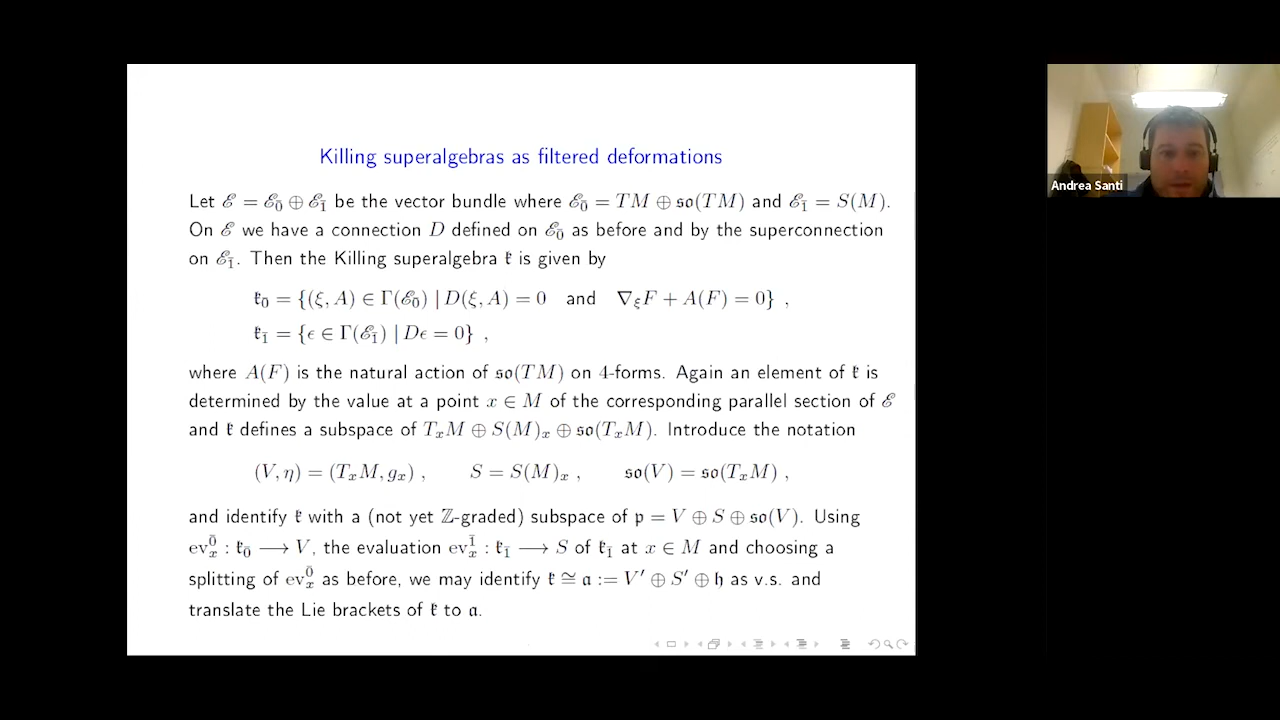 Killing superalgebras as filtered deformations
Let ℰ = ℰ_0̄ ⊕ ℰ_1̄ be the vector bundle where ℰ_0̄ = TM ⊕ 𝔰𝔬(TM) and ℰ_1̄ = S(M).
On ℰ we have a connection D defined on ℰ_0̄ as before and by the superconnection
on ℰ_1̄. Then the Killing superalgebra 𝔨 is given by
𝔨_0̄ = {(ξ, A) ∈ Γ(ℰ_0̄) | D(ξ, A) = 0 and ∇_ξ F + A(F) = 0} ,
𝔨_1̄ = {ϵ ∈ Γ(ℰ_1̄) | Dϵ = 0} ,
where A(F) is the natural action of 𝔰𝔬(TM) on 4-forms. Again an element of 𝔨 is
determined by the value at a point x ∈ M of the corresponding parallel section of ℰ
and 𝔨 defines a subspace of T_xM ⊕ S(M)_x ⊕ 𝔰𝔬(T_xM). Introduce the notation
(V, η) = (T_xM, g_x) , S = S(M)_x , 𝔰𝔬(V) = 𝔰𝔬(T_xM) ,
and identify 𝔨 with a (not yet ℤ-graded) subspace of 𝔭 = V ⊕ S ⊕ 𝔰𝔬(V). Using
ev_x^0̄ : 𝔨_0̄ ⟶ V, the evaluation ev_x^1̄ : 𝔨_1̄ ⟶ S of 𝔨_1̄ at x ∈ M and choosing a
splitting of ev_x^0̄ as before, we may identify 𝔨 ≅ 𝔞 := V′ ⊕ S′ ⊕ 𝔥 as v.s. and
translate the Lie brackets of 𝔨 to 𝔞.
Andrea Santi